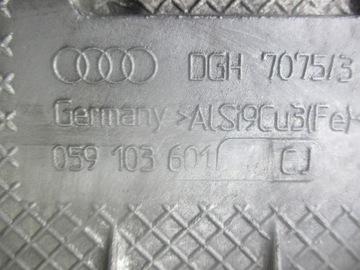 DGH 7075/3
Germany >AlSi9Cu3(Fe)<
059 103 601 CJ